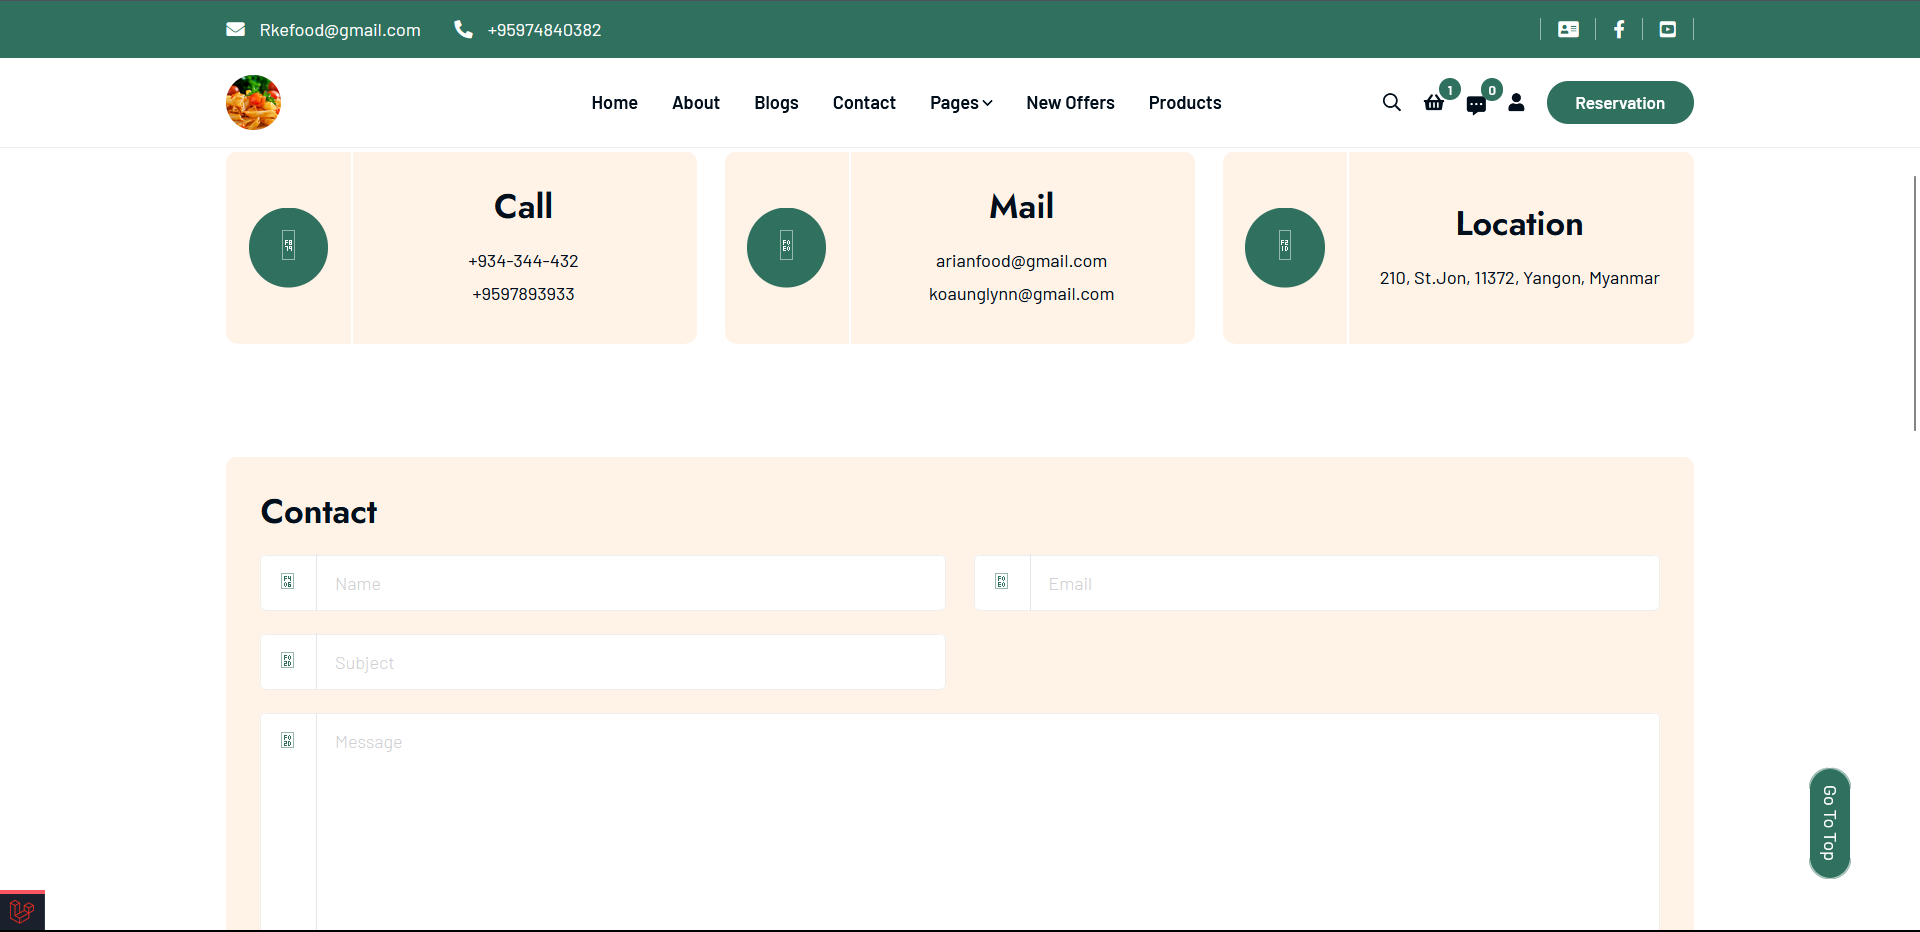 Rkefood@gmail.com
+95974840382
Home
About
Blogs
Contact
Pages
New Offers
Products
1
0
Reservation
Call
+934-344-432
+9597893933
Mail
arianfood@gmail.com
koaunglynn@gmail.com
Location
210, St.Jon, 11372, Yangon, Myanmar
Contact
Name
Email
Subject
Message
Go To Top